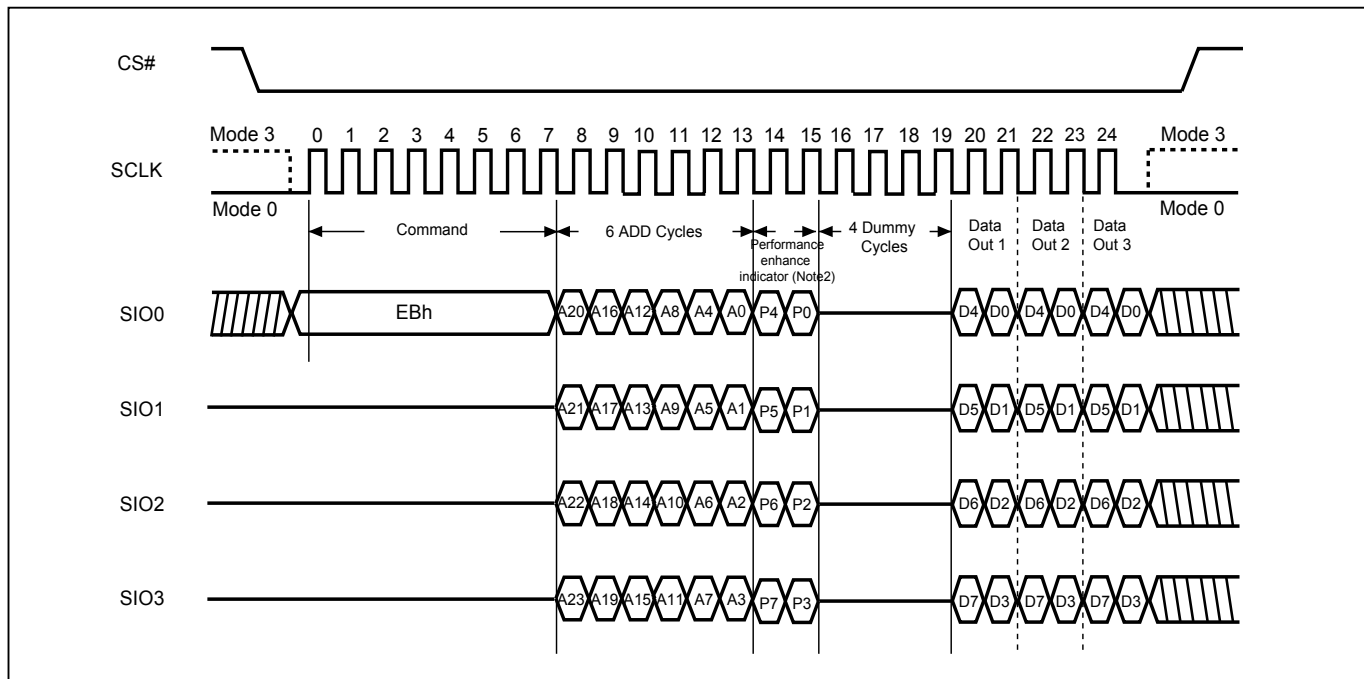 CS#
Mode 3
0 1 2 3 4 5 6 7 8 9 10 11 12 13 14 15 16 17 18 19 20 21 22 23 24
Mode 3
SCLK
Mode 0
Mode 0
Command
6 ADD Cycles
Performance
enhance
indicator (Note2)
4 Dummy
Cycles
Data
Out 1
Data
Out 2
Data
Out 3
SIO0
EBh
A20 A16 A12 A8 A4 A0 P4 P0 D4 D0 D4 D0 D4 D0
SIO1
A21 A17 A13 A9 A5 A1 P5 P1 D5 D1 D5 D1 D5 D1
SIO2
A22 A18 A14 A10 A6 A2 P6 P2 D6 D2 D6 D2 D6 D2
SIO3
A23 A19 A15 A11 A7 A3 P7 P3 D7 D3 D7 D3 D7 D3